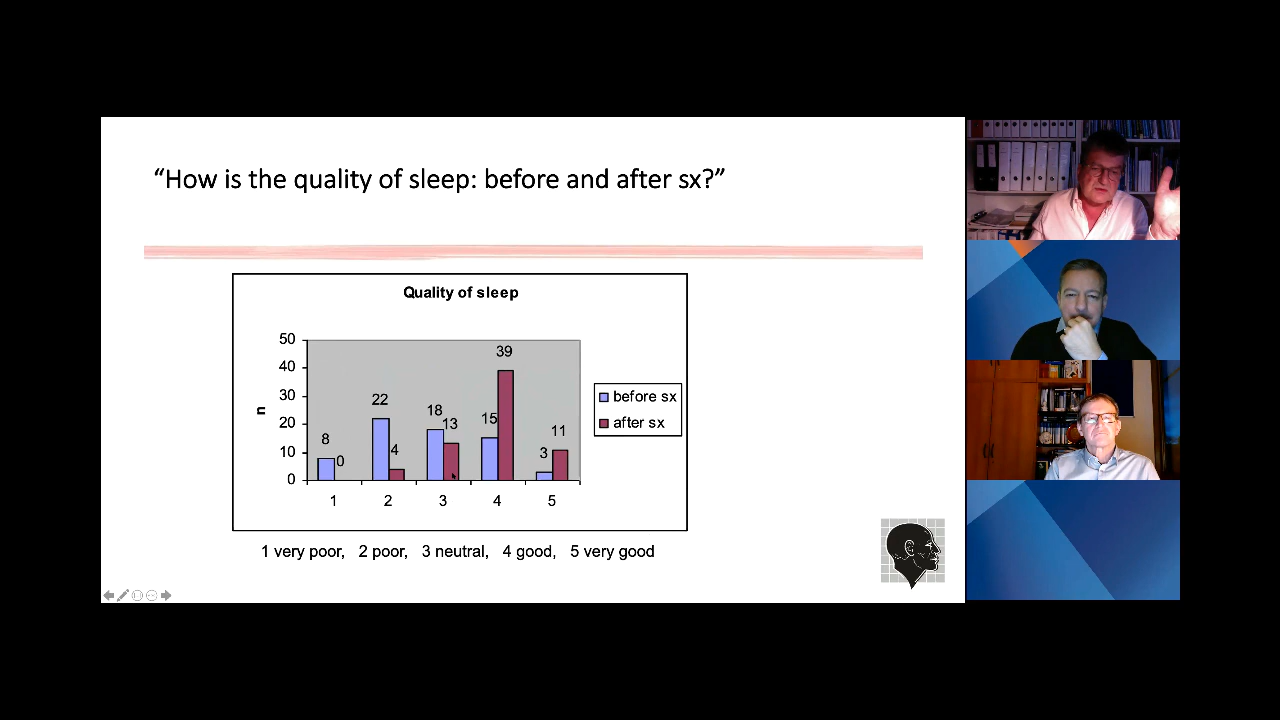 “How is the quality of sleep: before and after sx?”
Quality of sleep
50
40
30
20
10
0
n
8
0
22
4
18
13
15
39
3
11
1 2 3 4 5
before sx
after sx
1 very poor, 2 poor, 3 neutral, 4 good, 5 very good